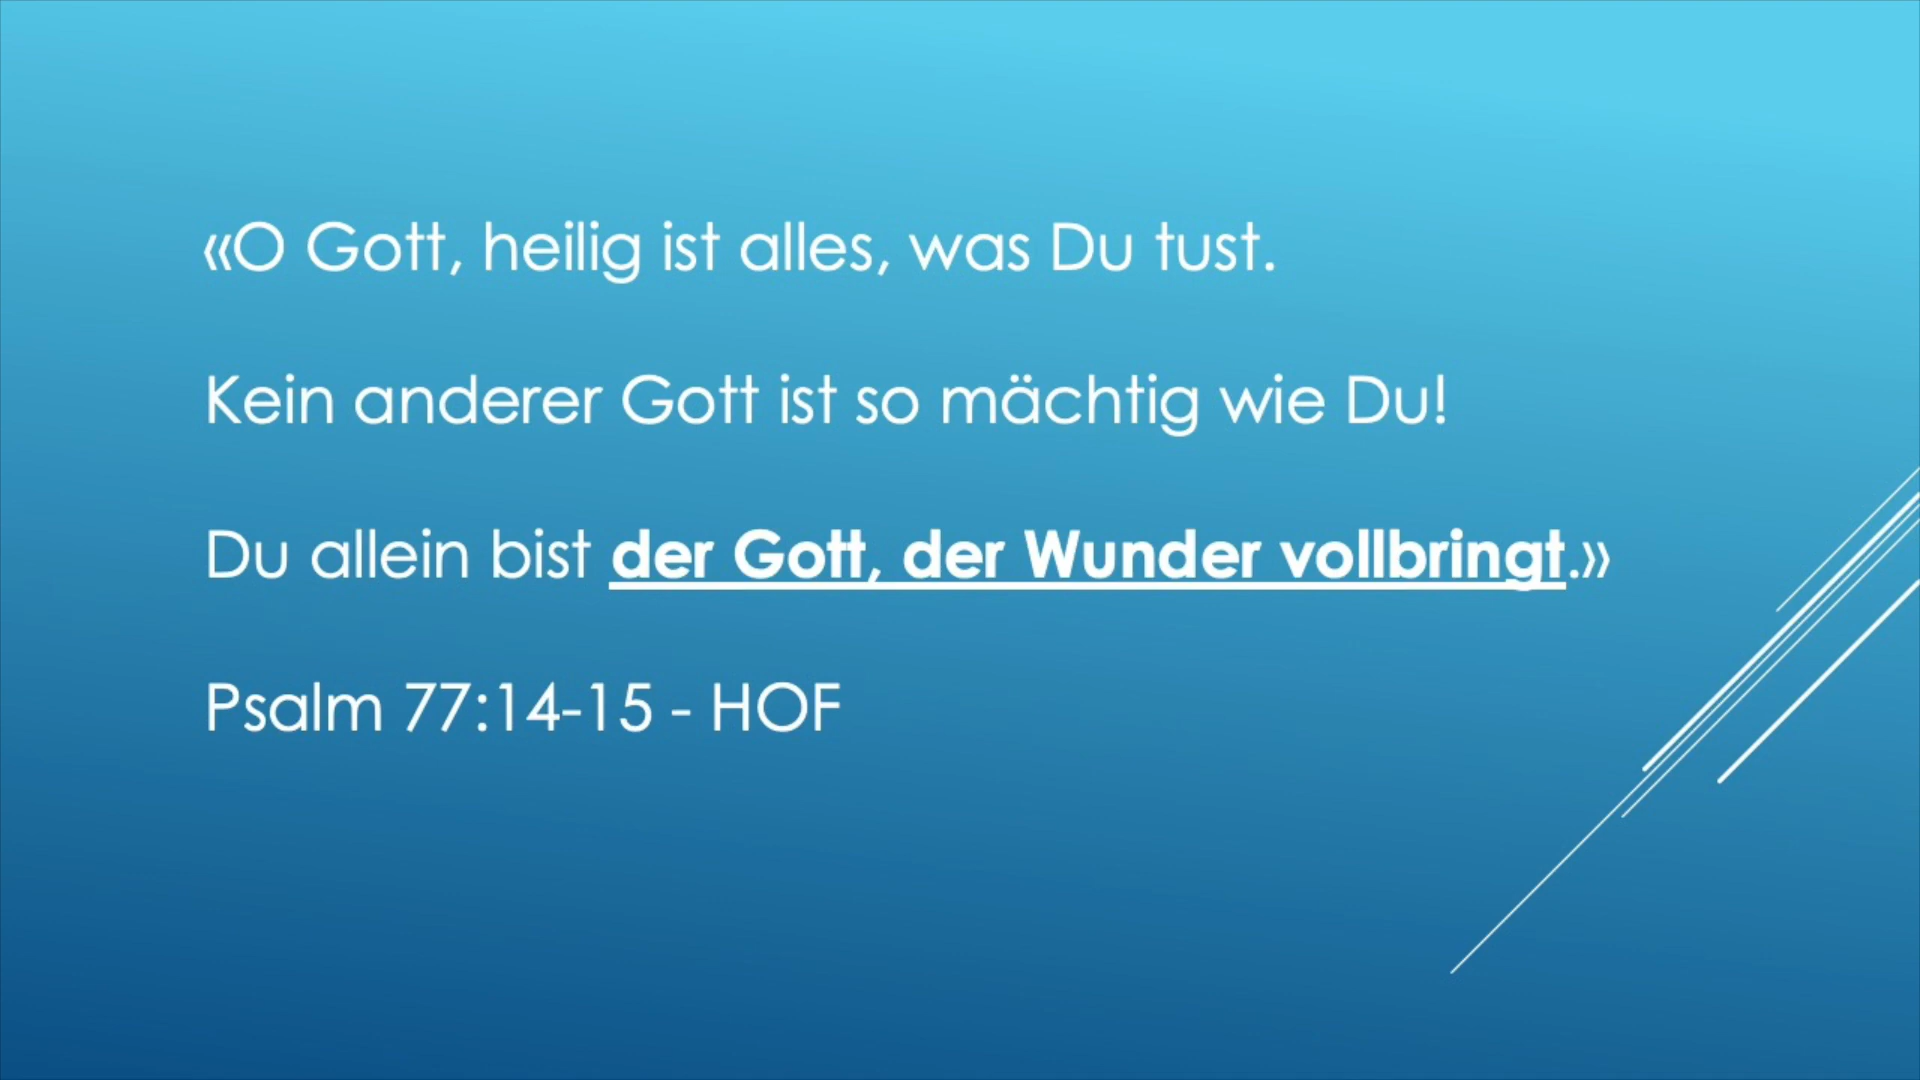 «O Gott, heilig ist alles, was Du tust.
Kein anderer Gott ist so mächtig wie Du!
Du allein bist der Gott, der Wunder vollbringt.»
Psalm 77:14-15 - HOF